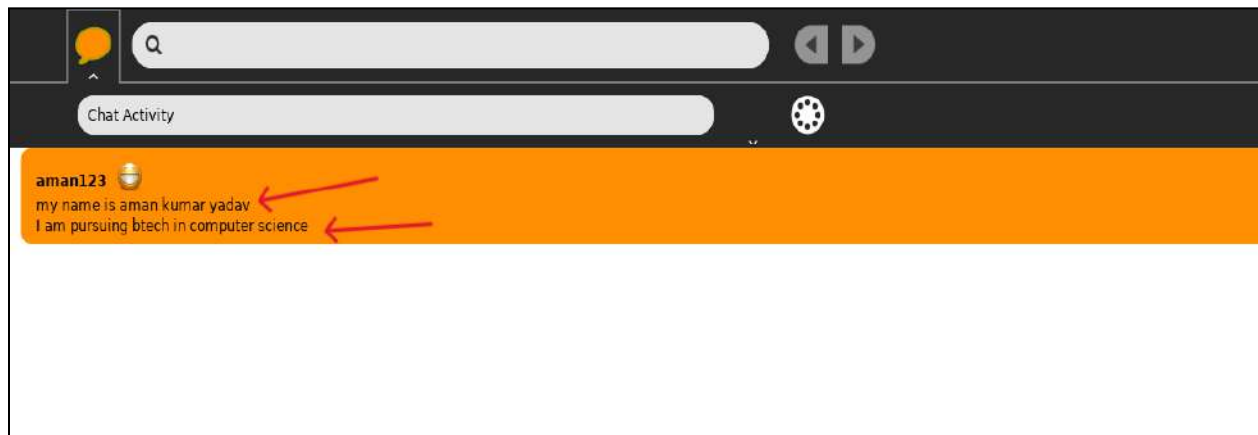 Chat Activity
aman123
my name is aman kumar yadav
I am pursuing btech in computer science